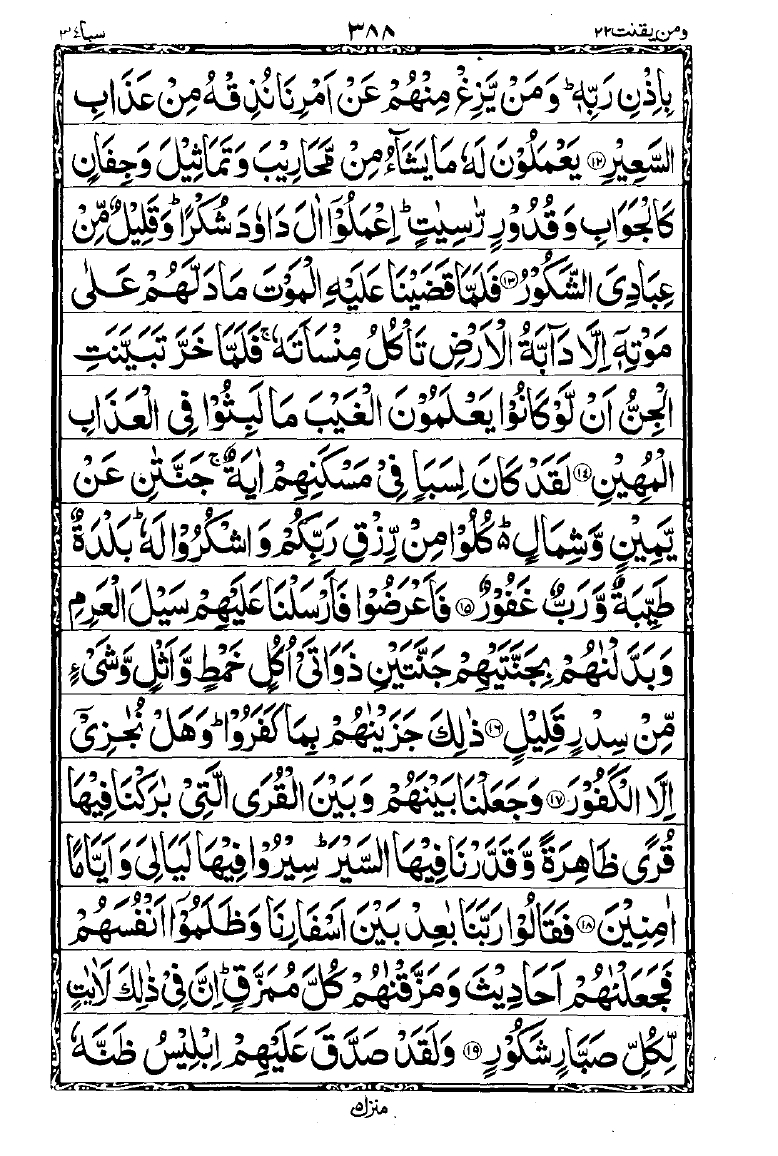 ومن یقنت ۲۲ ۳۸۸ سبا ۳٤
بِاِذْنِ رَبِّهٖ ؕ وَمَنْ یَّزِغْ مِنْهُمْ عَنْ اَمْرِنَا نُذِقْهُ مِنْ عَذَابِ
السَّعِیْرِ ۝۱۲ یَعْمَلُوْنَ لَهٗ مَا یَشَآءُ مِنْ مَّحَارِیْبَ وَتَمَاثِیْلَ وَجِفَانٍ
كَالْجَوَابِ وَقُدُوْرٍ رّٰسِیٰتٍ ؕ اِعْمَلُوْۤا اٰلَ دَاوٗدَ شُكْرًا ؕ وَقَلِیْلٌ مِّنْ
عِبَادِیَ الشَّكُوْرُ ۝۱۳ فَلَمَّا قَضَیْنَا عَلَیْهِ الْمَوْتَ مَا دَلَّهُمْ عَلٰی
مَوْتِهٖۤ اِلَّا دَآبَّةُ الْاَرْضِ تَاْكُلُ مِنْسَاَتَهٗ ۚ فَلَمَّا خَرَّ تَبَیَّنَتِ
الْجِنُّ اَنْ لَّوْ كَانُوْا یَعْلَمُوْنَ الْغَیْبَ مَا لَبِثُوْا فِی الْعَذَابِ
الْمُهِیْنِ ۝۱٤ لَقَدْ كَانَ لِسَبَاٍ فِیْ مَسْكَنِهِمْ اٰیَةٌ ۚ جَنَّتٰنِ عَنْ
یَّمِیْنٍ وَّشِمَالٍ ؕ۬ كُلُوْا مِنْ رِّزْقِ رَبِّكُمْ وَاشْكُرُوْا لَهٗ ؕ بَلْدَةٌ
طَیِّبَةٌ وَّرَبٌّ غَفُوْرٌ ۝۱۵ فَاَعْرَضُوْا فَاَرْسَلْنَا عَلَیْهِمْ سَیْلَ الْعَرِمِ
وَبَدَّلْنٰهُمْ بِجَنَّتَیْهِمْ جَنَّتَیْنِ ذَوَاتَیْ اُكُلٍ خَمْطٍ وَّاَثْلٍ وَّشَیْءٍ
مِّنْ سِدْرٍ قَلِیْلٍ ۝۱۶ ذٰلِكَ جَزَیْنٰهُمْ بِمَا كَفَرُوْا ؕ وَهَلْ نُجٰزِیْۤ
اِلَّا الْكَفُوْرَ ۝۱۷ وَجَعَلْنَا بَیْنَهُمْ وَبَیْنَ الْقُرَی الَّتِیْ بٰرَكْنَا فِیْهَا
قُرًی ظَاهِرَةً وَّقَدَّرْنَا فِیْهَا السَّیْرَ ؕ سِیْرُوْا فِیْهَا لَیَالِیَ وَاَیَّامًا
اٰمِنِیْنَ ۝۱۸ فَقَالُوْا رَبَّنَا بٰعِدْ بَیْنَ اَسْفَارِنَا وَظَلَمُوْۤا اَنْفُسَهُمْ
فَجَعَلْنٰهُمْ اَحَادِیْثَ وَمَزَّقْنٰهُمْ كُلَّ مُمَزَّقٍ ؕ اِنَّ فِیْ ذٰلِكَ لَاٰیٰتٍ
لِّكُلِّ صَبَّارٍ شَكُوْرٍ ۝۱۹ وَلَقَدْ صَدَّقَ عَلَیْهِمْ اِبْلِیْسُ ظَنَّهٗ
منزل ۵